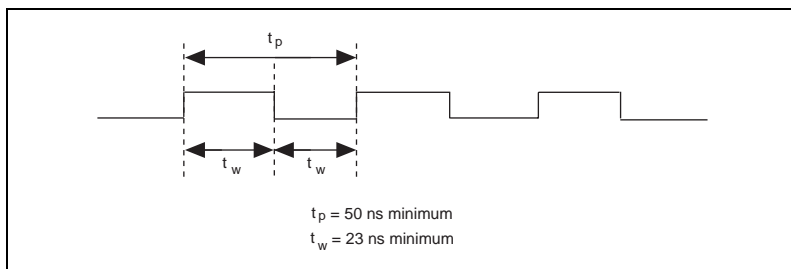 t p
t w t w
t p = 50 ns minimum
t w = 23 ns minimum